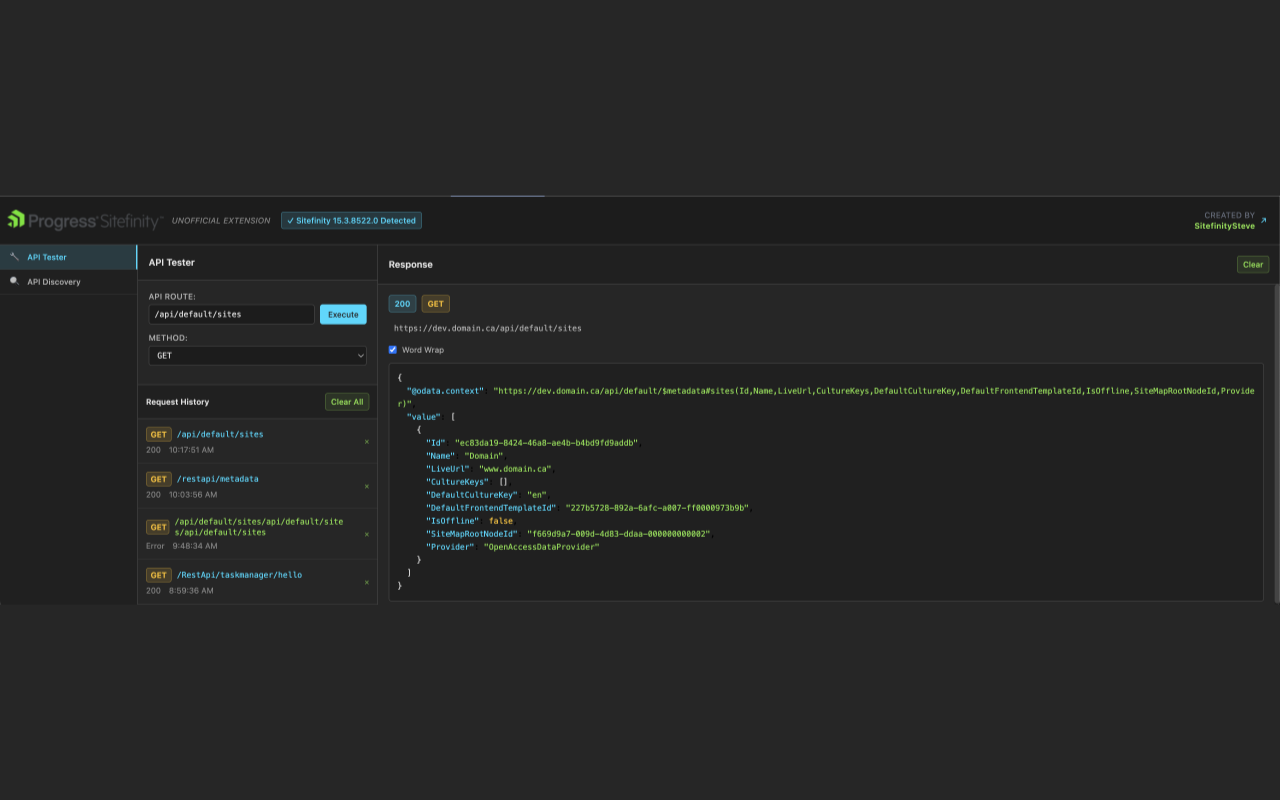 Progress Sitefinity UNOFFICIAL EXTENSION ✓ Sitefinity 15.3.8522.0 Detected
CREATED BY
SitefinitySteve
API Tester
API Discovery
API Tester
API ROUTE:
/api/default/sites Execute
METHOD:
GET
Request History Clear All
GET /api/default/sites
200 10:17:51 AM
GET /restapi/metadata
200 10:03:56 AM
GET /api/default/sites/api/default/site
s/api/default/sites
Error 9:48:34 AM
GET /RestApi/taskmanager/hello
200 8:59:36 AM
Response Clear
200 GET
https://dev.domain.ca/api/default/sites
Word Wrap
{
"@odata.context" "https://dev.domain.ca/api/default/$metadata#sites(Id,Name,LiveUrl,CultureKeys,DefaultCultureKey,DefaultFrontendTemplateId,IsOffline,SiteMapRootNodeId,Provide
r)"
"value" [
{
"Id" "ec83da19-8424-46a8-ae4b-b4bd9fd9addb"
"Name" "Domain"
"LiveUrl" "www.domain.ca"
"CultureKeys" []
"DefaultCultureKey" "en"
"DefaultFrontendTemplateId" "227b5728-892a-6afc-a007-ff0000973b9b"
"IsOffline" false
"SiteMapRootNodeId" "f669d9a7-009d-4d83-ddaa-000000000002"
"Provider" "OpenAccessDataProvider"
}
]
}